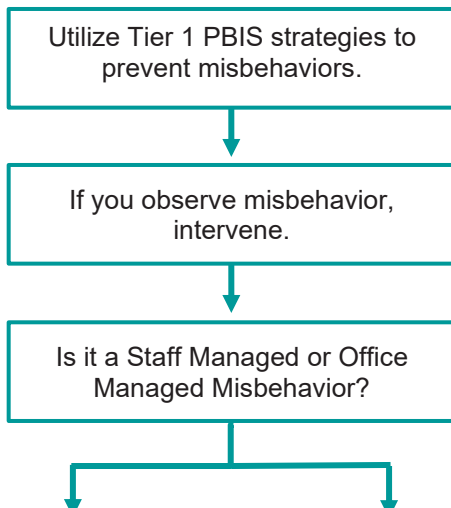 Utilize Tier 1 PBIS strategies to
prevent misbehaviors.
If you observe misbehavior,
intervene.
Is it a Staff Managed or Office
Managed Misbehavior?